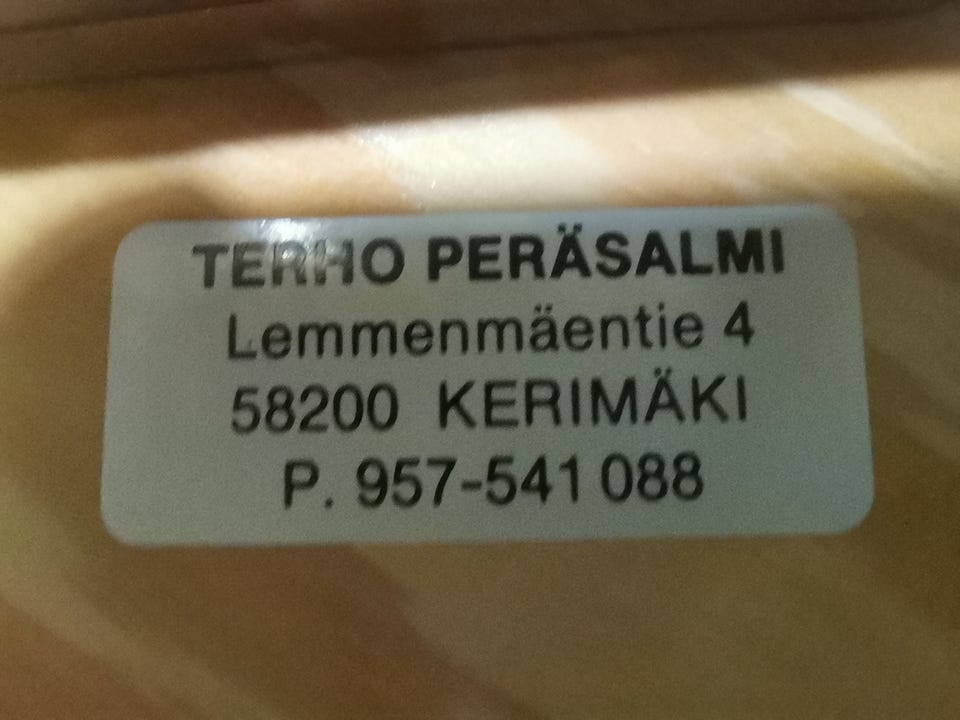 TERHO PERÄSALMI
Lemmenmäentie 4
58200 KERIMÄKI
P. 957-541 088